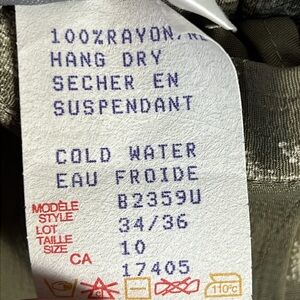 100%RAYON,
HANG DRY
SECHER EN
SUSPENDANT
COLD WATER
EAU FROIDE
MODÈLE
STYLE B2359U
LOT 34/36
TAILLE
SIZE 10
CA 17405
110°C